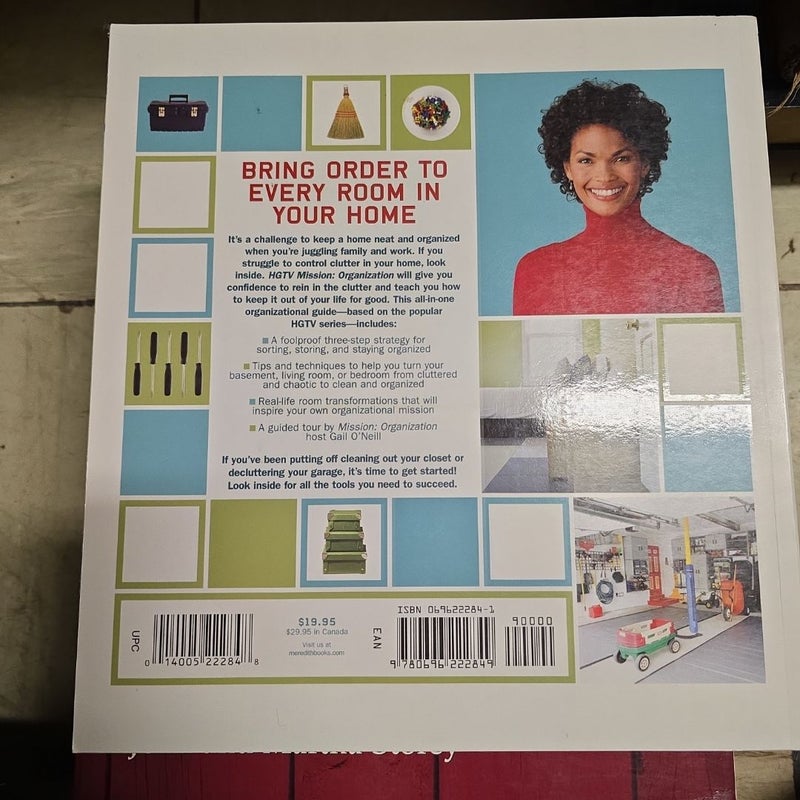 BRING ORDER TO
EVERY ROOM IN
YOUR HOME
It's a challenge to keep a home neat and organized
when you're juggling family and work. If you
struggle to control clutter in your home, look
inside. HGTV Mission: Organization will give you
confidence to rein in the clutter and teach you how
to keep it out of your life for good. This all-in-one
organizational guide—based on the popular
HGTV series—includes:
A foolproof three-step strategy for
sorting, storing, and staying organized
Tips and techniques to help you turn your
basement, living room, or bedroom from cluttered
and chaotic to clean and organized
Real-life room transformations that will
inspire your own organizational mission
A guided tour by Mission: Organization
host Gail O'Neill
If you've been putting off cleaning out your closet or
decluttering your garage, it's time to get started!
Look inside for all the tools you need to succeed.
UPC
0 14005 22284 8
$19.95
$29.95 in Canada
Visit us at
meredithbooks.com
EAN
ISBN 069622284-1
90000
9 780696 222849
Storey